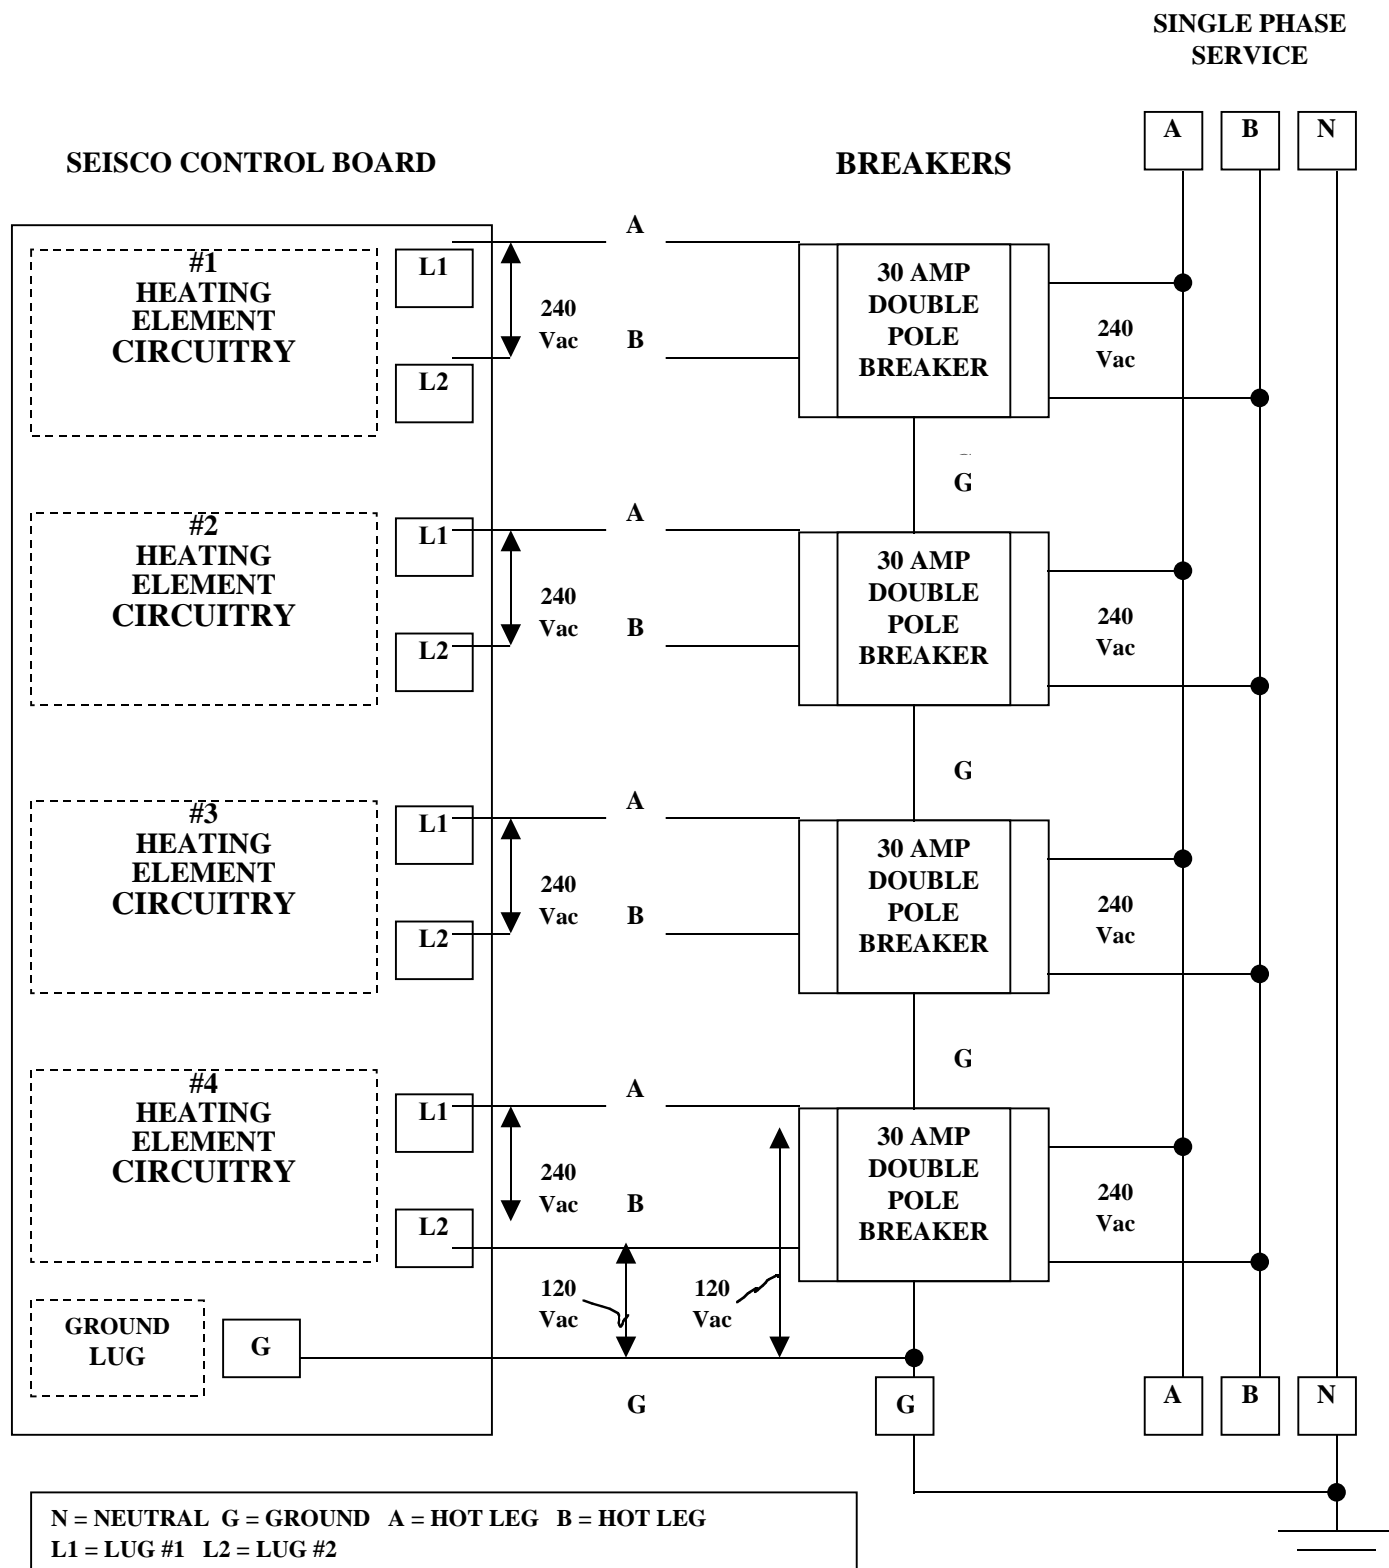 SINGLE PHASE
SERVICE
A B N
SEISCO CONTROL BOARD
BREAKERS
#1
HEATING
ELEMENT
CIRCUITRY
L1
L2
240
Vac
A
B
30 AMP
DOUBLE
POLE
BREAKER
240
Vac
G
#2
HEATING
ELEMENT
CIRCUITRY
L1
L2
240
Vac
A
B
30 AMP
DOUBLE
POLE
BREAKER
240
Vac
G
#3
HEATING
ELEMENT
CIRCUITRY
L1
L2
240
Vac
A
B
30 AMP
DOUBLE
POLE
BREAKER
240
Vac
G
#4
HEATING
ELEMENT
CIRCUITRY
L1
L2
240
Vac
A
B
30 AMP
DOUBLE
POLE
BREAKER
240
Vac
120
Vac
120
Vac
GROUND
LUG
G
G
G
A B N
N = NEUTRAL G = GROUND A = HOT LEG B = HOT LEG
L1 = LUG #1 L2 = LUG #2